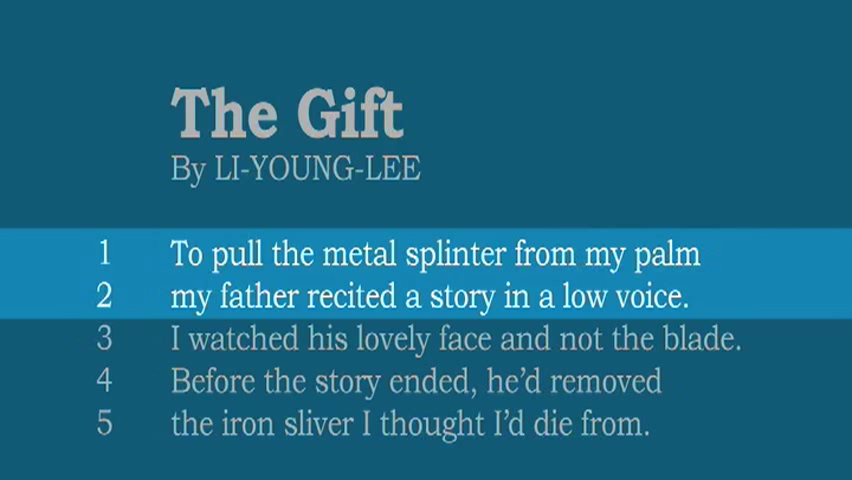 The Gift
By LI-YOUNG-LEE
1 To pull the metal splinter from my palm
2 my father recited a story in a low voice.
3 I watched his lovely face and not the blade.
4 Before the story ended, he’d removed
5 the iron sliver I thought I’d die from.